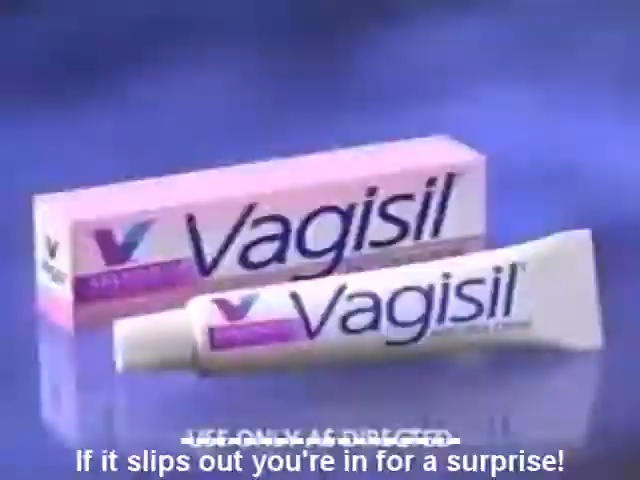 Vagisil
Vagisil
USE ONLY AS DIRECTED
If it slips out you're in for a surprise!